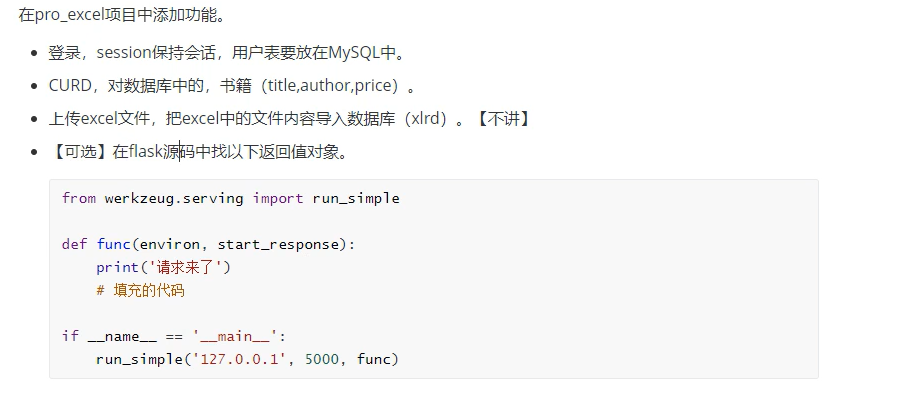 在pro_excel项目中添加功能。
登录，session保持会话，用户表要放在MySQL中。
CURD，对数据库中的，书籍（title,author,price）。
上传excel文件，把excel中的文件内容导入数据库（xlrd）。【不讲】
【可选】在flask源码中找以下返回值对象。
from werkzeug.serving import run_simple
def func(environ, start_response):
    print('请求来了')
    # 填充的代码
if __name__ == '__main__':
    run_simple('127.0.0.1', 5000, func)